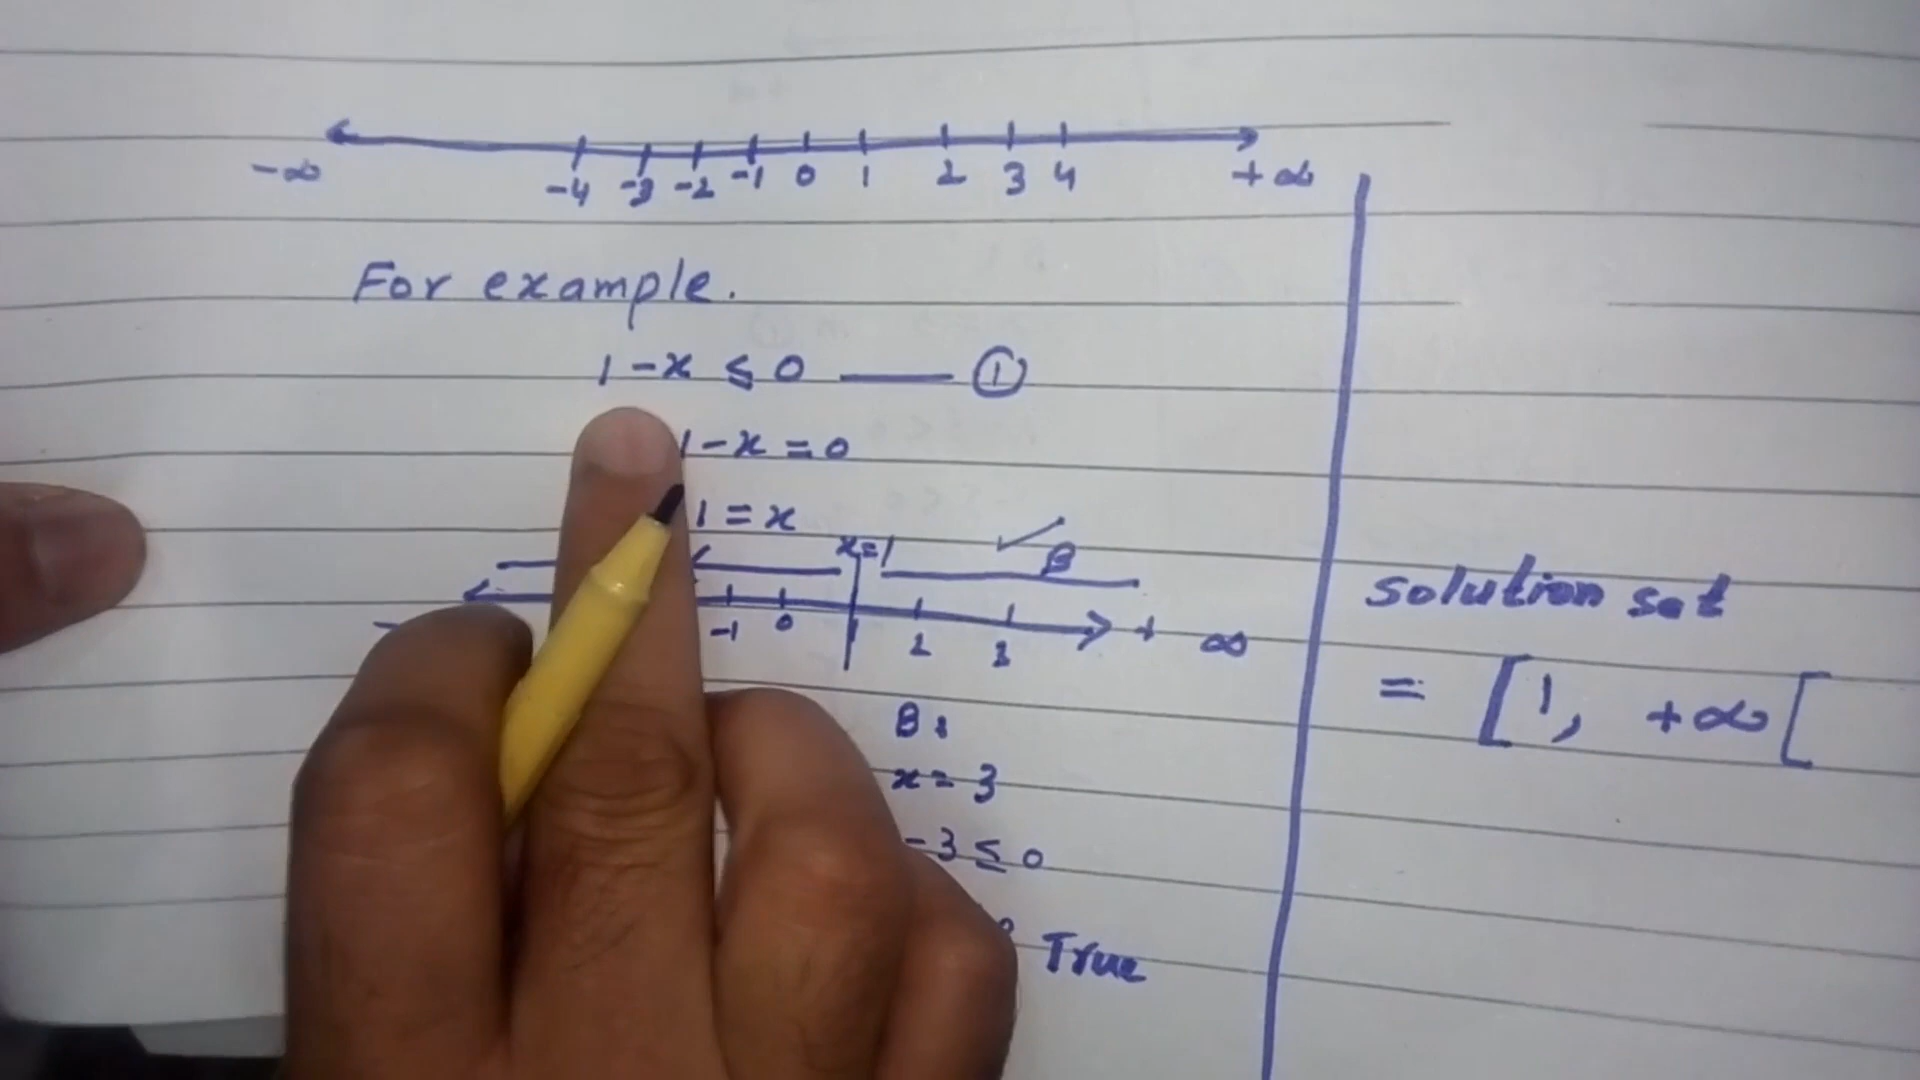 -∞ -4 -3 -2 -1 0 1 2 3 4 +∞
For example.
1-x ≤ 0 —— ①
1-x = 0
1 = x
x=1 B
-1 0 1 2 3 + ∞
B:
x = 3
-3 ≤ 0
True
solution set
= [1, +∞[